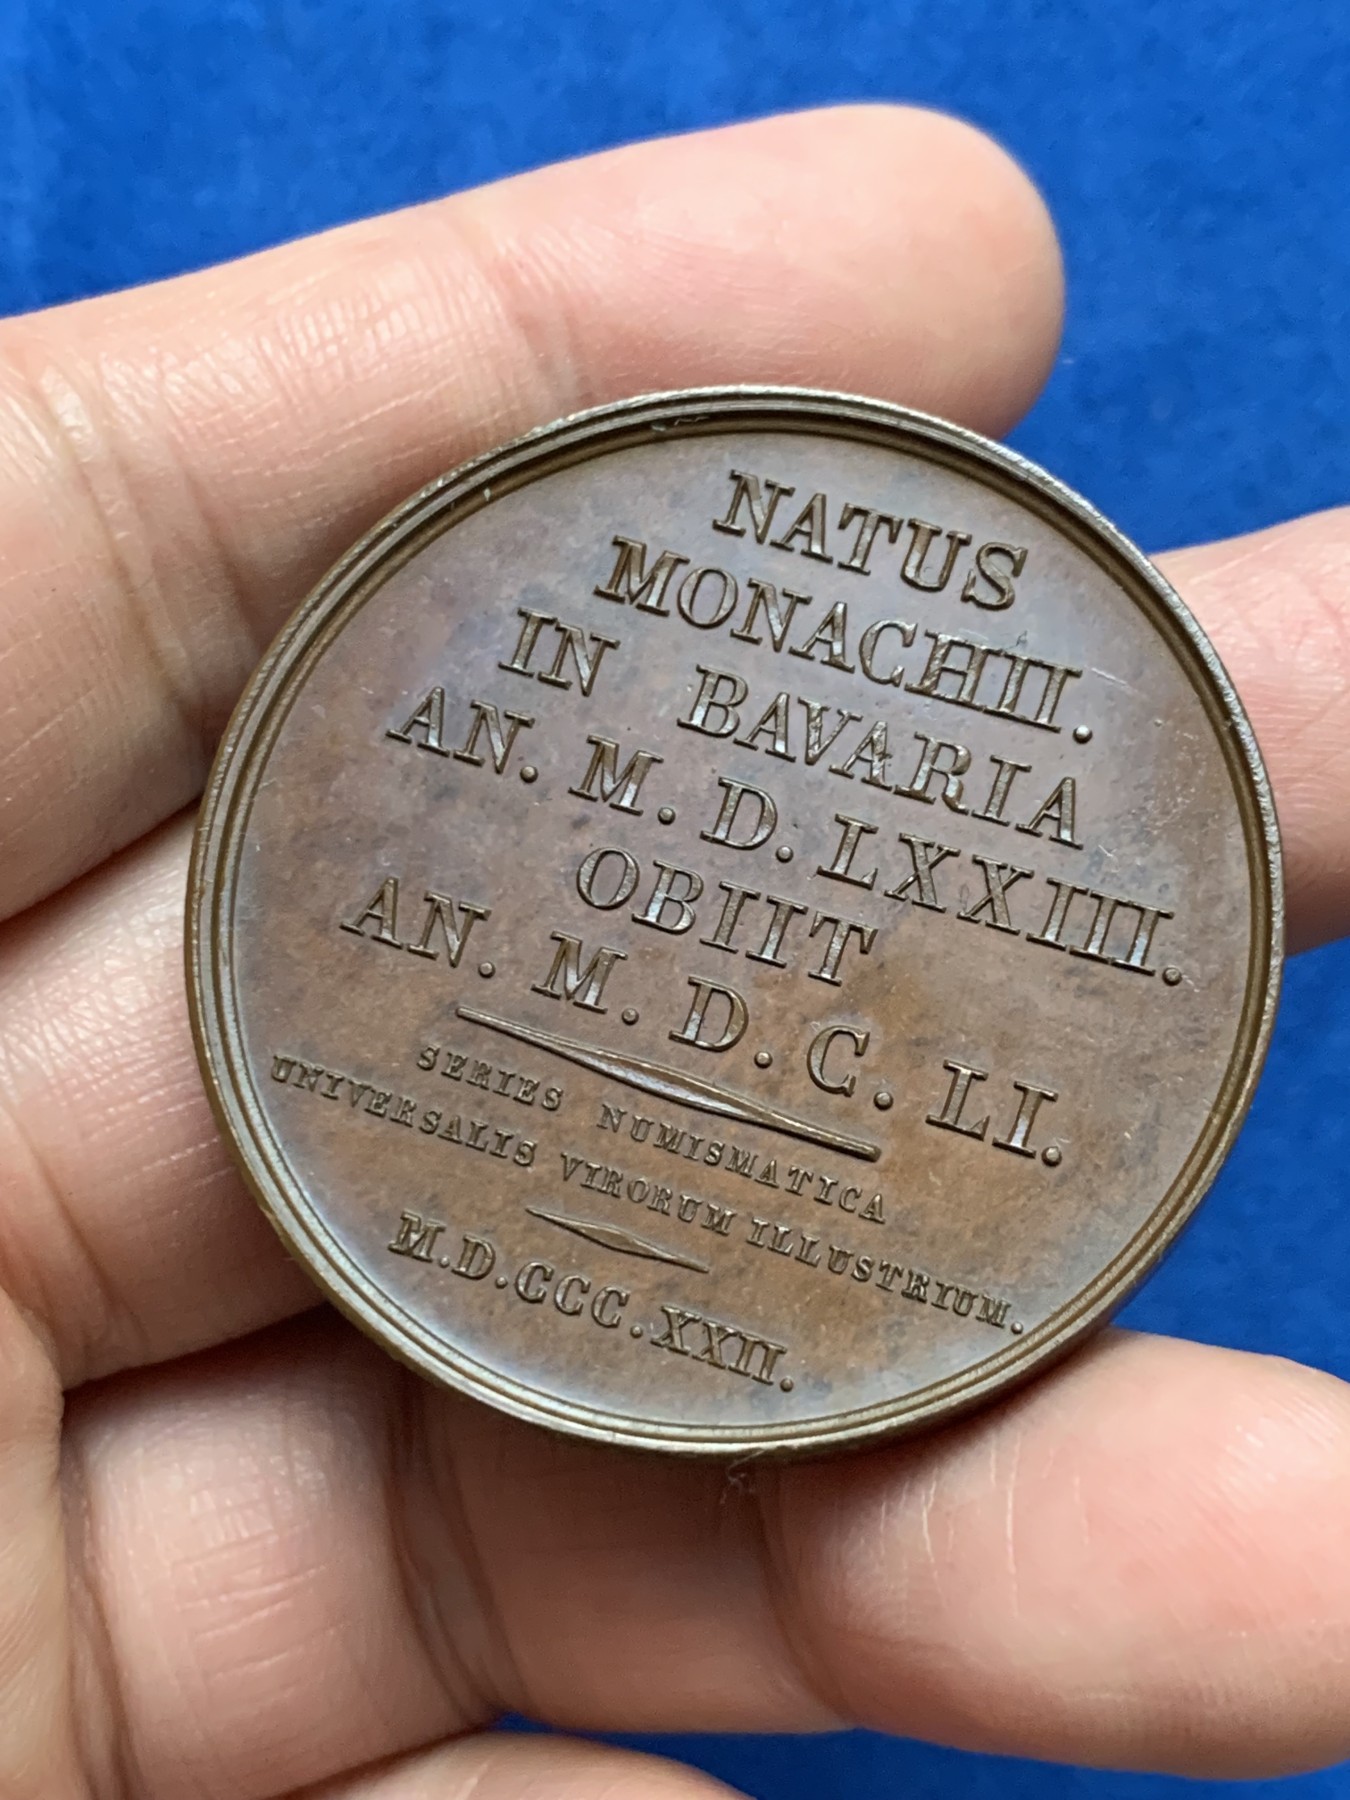 NATUS
MONACHII.
IN BAVARIA
AN. M. D. LXXIII.
OBIIT
AN. M. D. C. LI.
SERIES NUMISMATICA
UNIVERSALIS VIRORUM ILLUSTRIUM.
M.D.CCC.XXII.